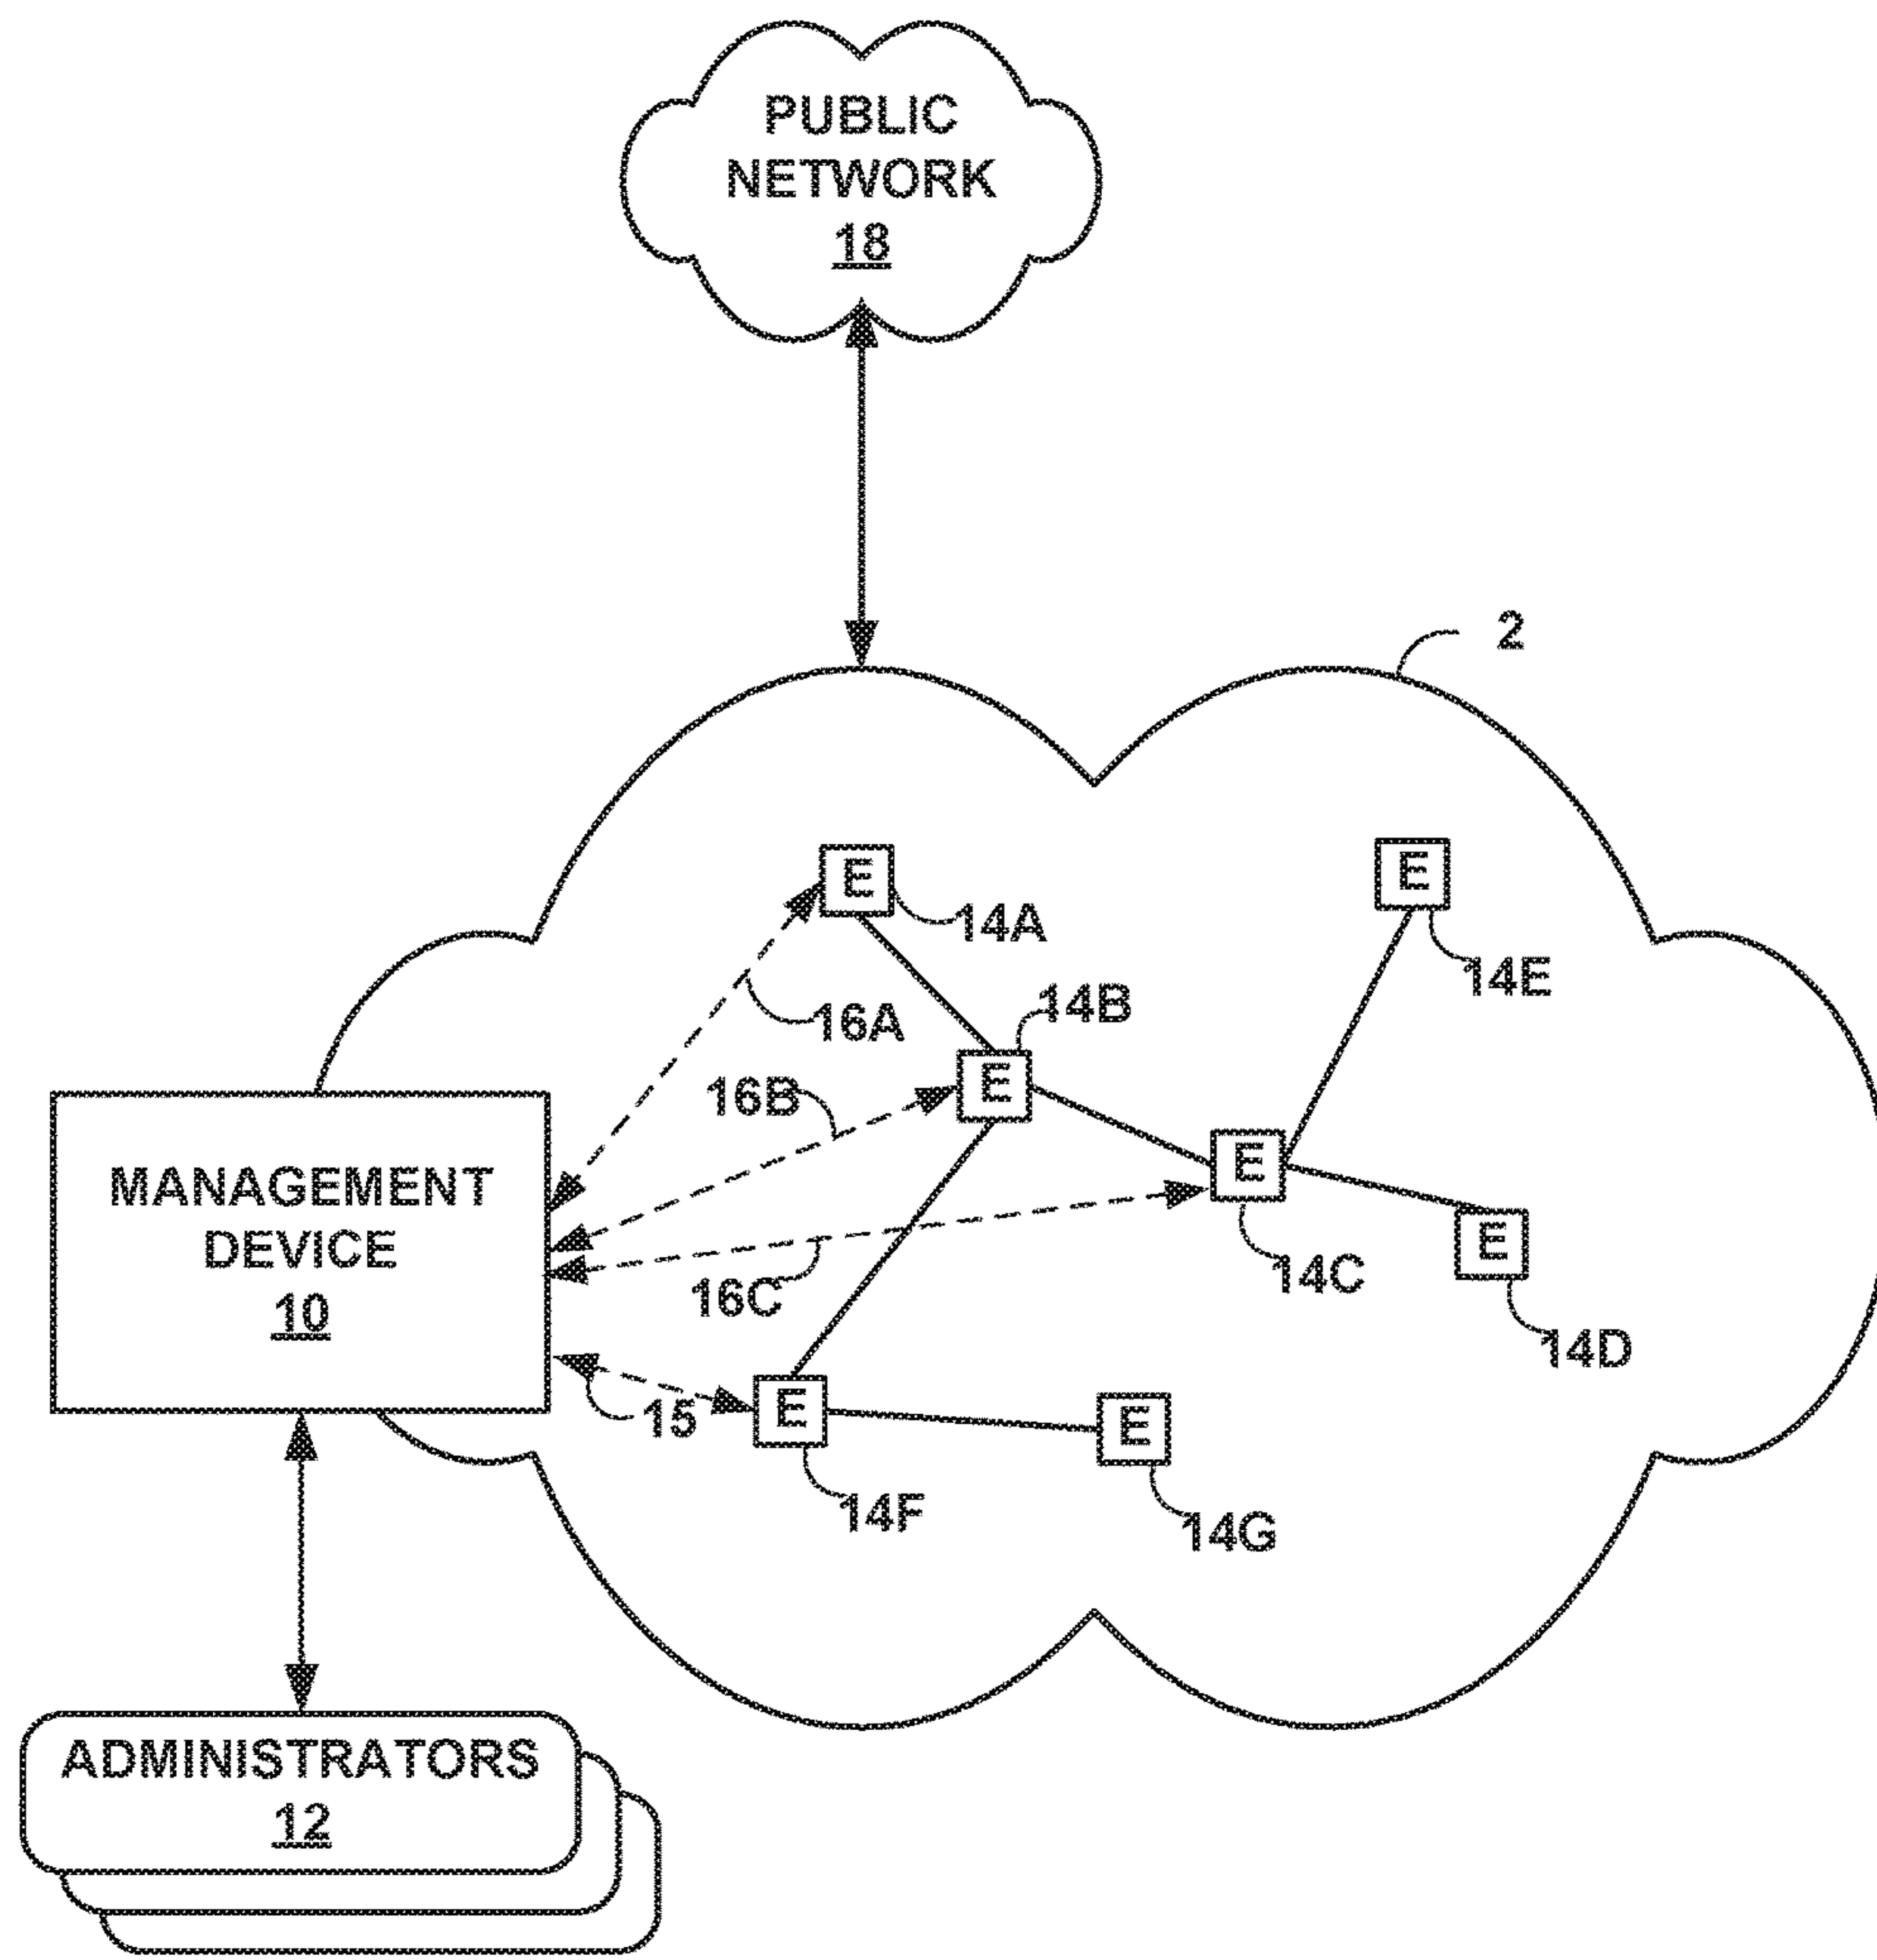 PUBLIC
NETWORK
18
2
E
E
14A
14E
14B
16A
E
16B
E
MANAGEMENT
DEVICE
10
E
14C
16C
14D
E
15
E
14F
14G
ADMINISTRATORS
12